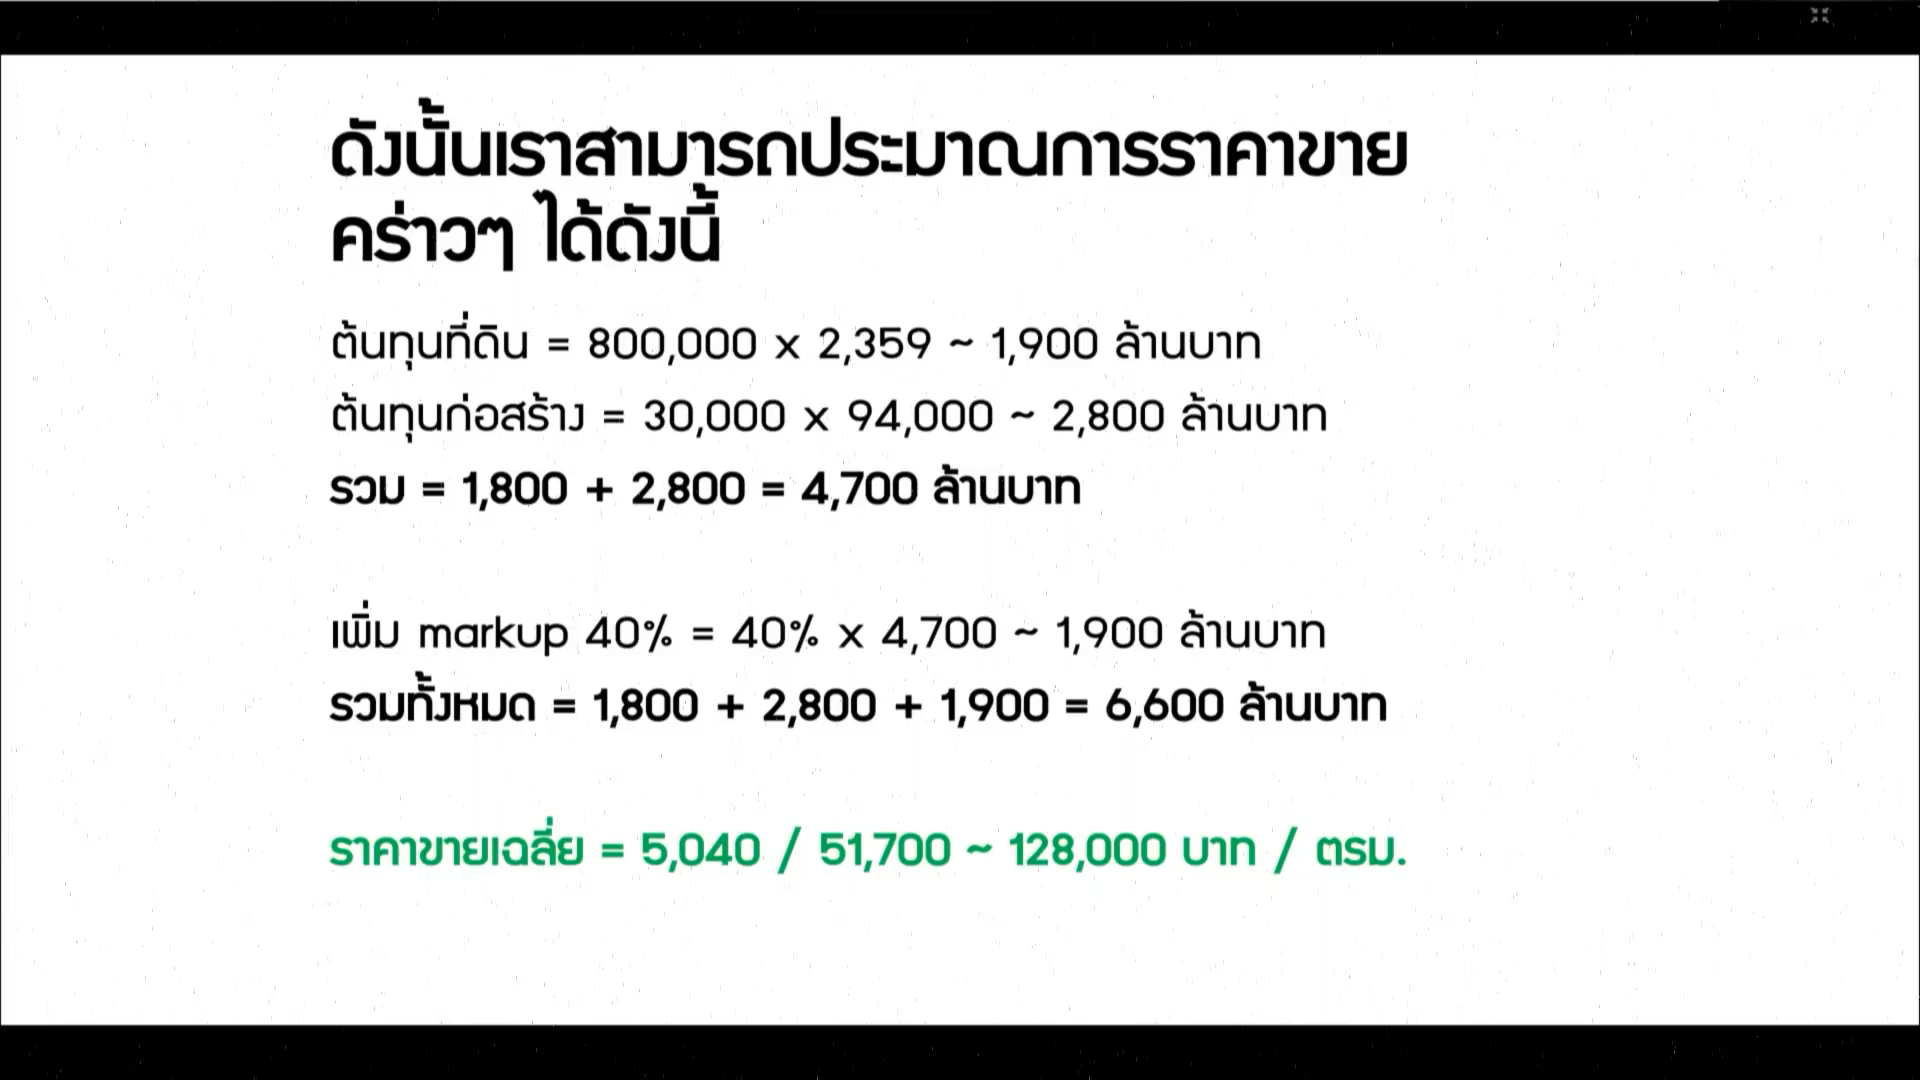 ดังนั้นเราสามารถประมาณการราคาขาย
คร่าวๆ ได้ดังนี้
ต้นทุนที่ดิน = 800,000 x 2,359 ~ 1,900 ล้านบาท
ต้นทุนก่อสร้าง = 30,000 x 94,000 ~ 2,800 ล้านบาท
รวม = 1,800 + 2,800 = 4,700 ล้านบาท
เพิ่ม markup 40% = 40% x 4,700 ~ 1,900 ล้านบาท
รวมทั้งหมด = 1,800 + 2,800 + 1,900 = 6,600 ล้านบาท
ราคาขายเฉลี่ย = 5,040 / 51,700 ~ 128,000 บาท / ตรม.